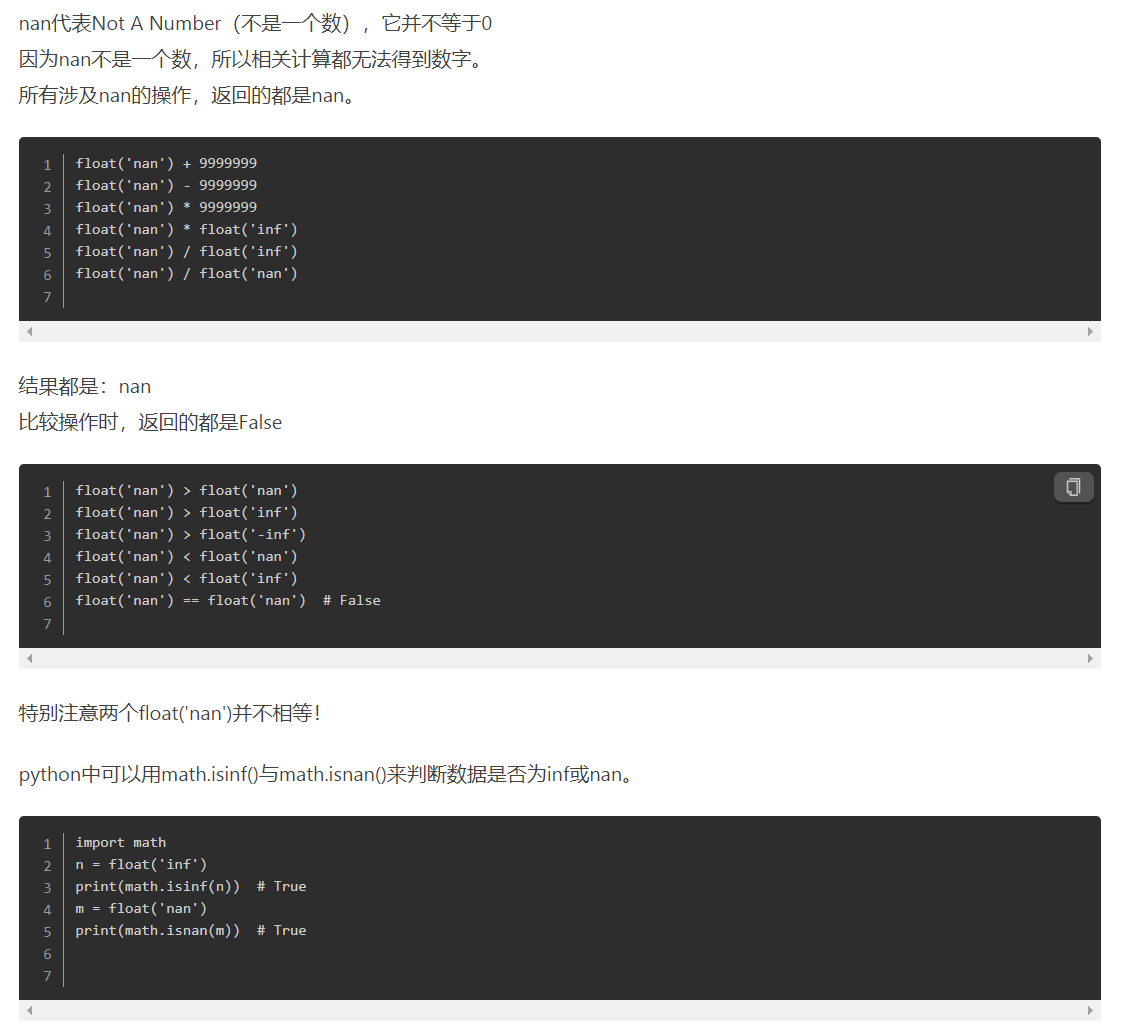 nan代表Not A Number（不是一个数），它并不等于0
因为nan不是一个数，所以相关计算都无法得到数字。
所有涉及nan的操作，返回的都是nan。
1 float('nan') + 9999999
2 float('nan') - 9999999
3 float('nan') * 9999999
4 float('nan') * float('inf')
5 float('nan') / float('inf')
6 float('nan') / float('nan')
7
结果都是：nan
比较操作时，返回的都是False
1 float('nan') > float('nan')
2 float('nan') > float('inf')
3 float('nan') > float('-inf')
4 float('nan') < float('nan')
5 float('nan') < float('inf')
6 float('nan') == float('nan')  # False
7
特别注意两个float('nan')并不相等！
python中可以用math.isinf()与math.isnan()来判断数据是否为inf或nan。
1 import math
2 n = float('inf')
3 print(math.isinf(n))  # True
4 m = float('nan')
5 print(math.isnan(m))  # True
6
7